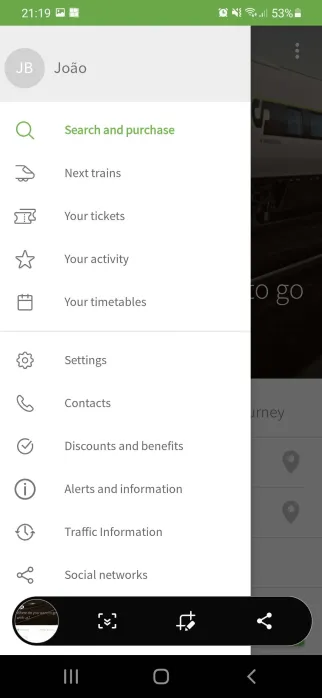 21:19
53%
JB
João
Search and purchase
Next trains
Your tickets
Your activity
Your timetables
to go
urney
Settings
Contacts
Discounts and benefits
Alerts and information
Traffic Information
Social networks